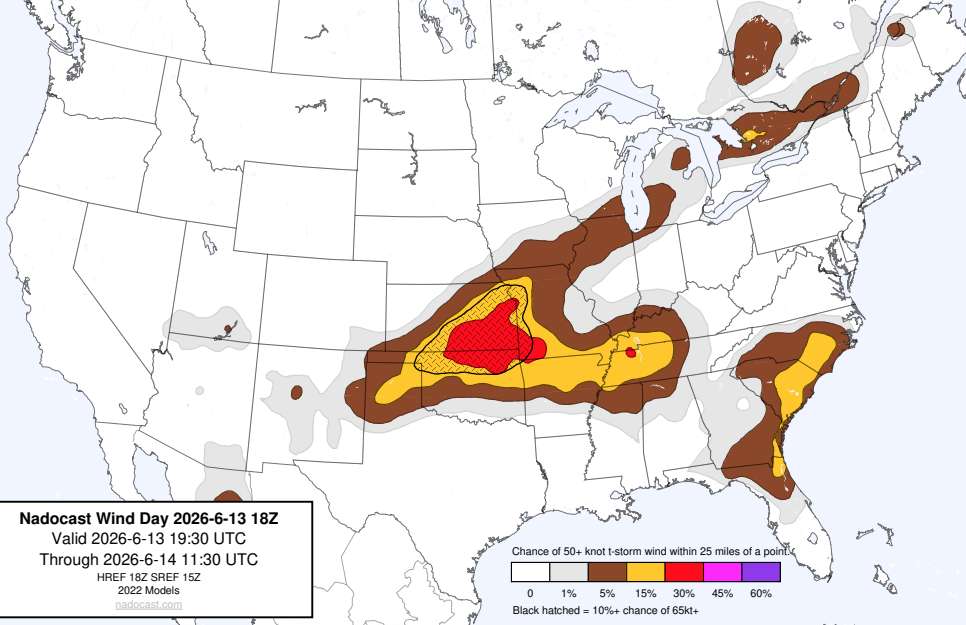 Nadocast Wind Day 2026-6-13 18Z
Valid 2026-6-13 19:30 UTC
Through 2026-6-14 11:30 UTC
HREF 18Z SREF 15Z
2022 Models
nadocast.com
Chance of 50+ knot t-storm wind within 25 miles of a point.
0 1% 5% 15% 30% 45% 60%
Black hatched = 10%+ chance of 65kt+